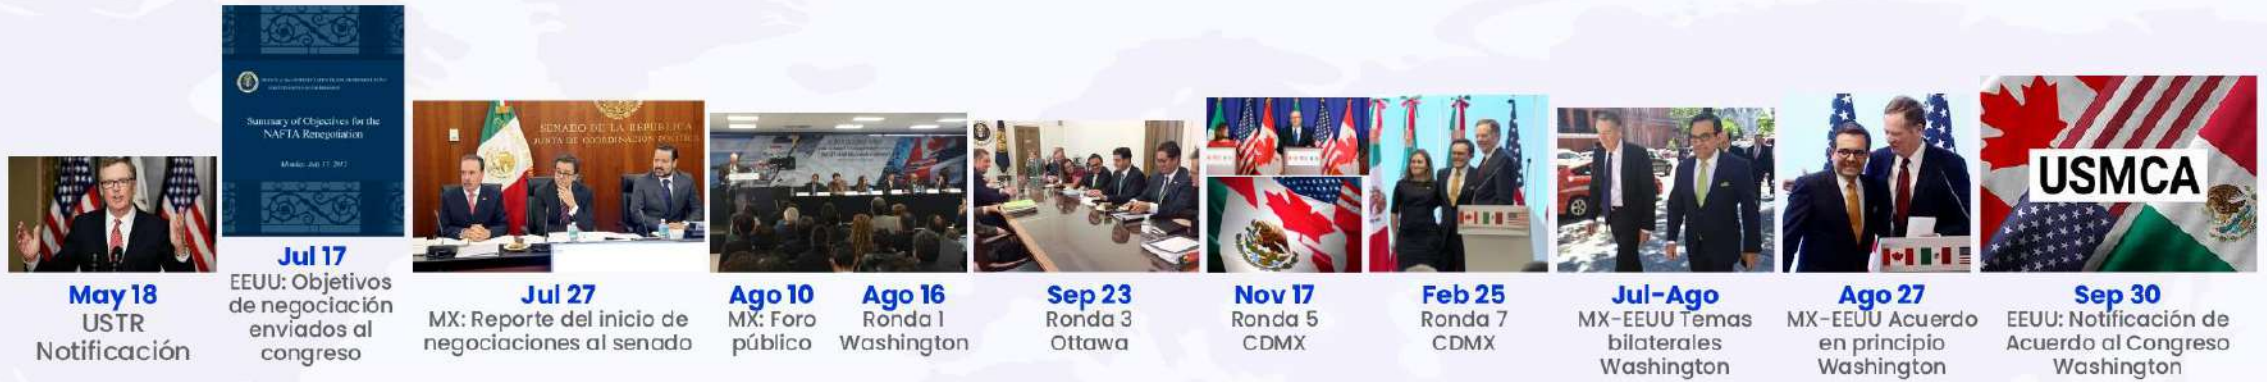 Summary of Objectives for the
NAFTA Renegotiation
SENADO DE LA REPÚBLICA
JUNTA DE COORDINACIÓN POLÍTICA
USMCA
May 18
USTR
Notificación
Jul 17
EEUU: Objetivos
de negociación
enviados al
congreso
Jul 27
MX: Reporte del inicio de
negociaciones al senado
Ago 10
MX: Foro
público
Ago 16
Ronda 1
Washington
Sep 23
Ronda 3
Ottawa
Nov 17
Ronda 5
CDMX
Feb 25
Ronda 7
CDMX
Jul-Ago
MX-EEUU Temas
bilaterales
Washington
Ago 27
MX-EEUU Acuerdo
en principio
Washington
Sep 30
EEUU: Notificación de
Acuerdo al Congreso
Washington